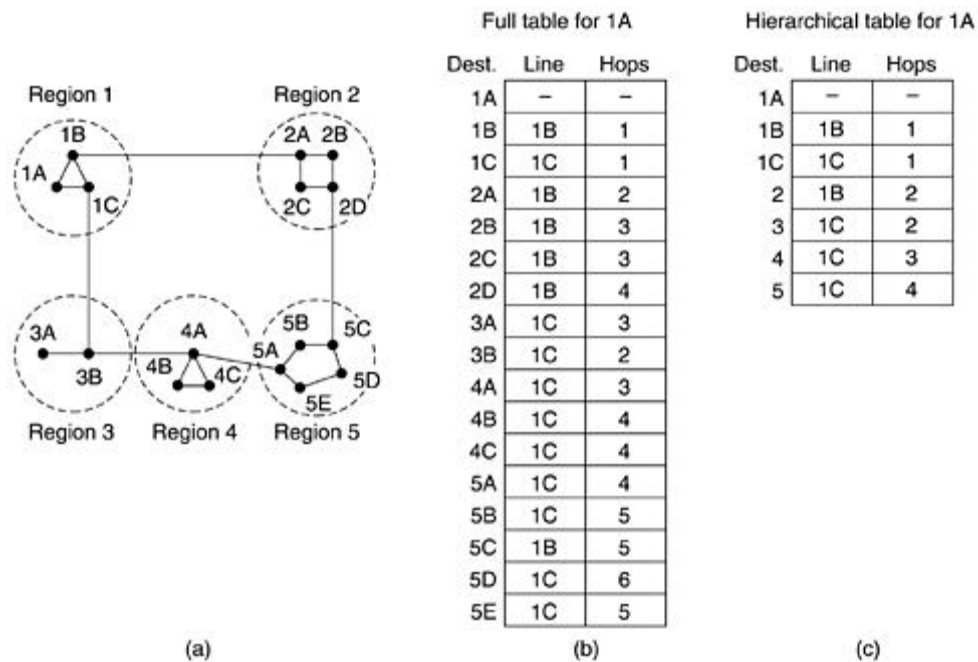 Full table for 1A
Hierarchical table for 1A
Dest. Line Hops
Dest. Line Hops
Region 1
Region 2
1B
2A 2B
1A
1C
2C
2D
3A
3B
4A
4B
4C
5B
5C
5A
5D
5E
Region 3
Region 4
Region 5
1A – –
1B 1B 1
1C 1C 1
2A 1B 2
2B 1B 3
2C 1B 3
2D 1B 4
3A 1C 3
3B 1C 2
4A 1C 3
4B 1C 4
4C 1C 4
5A 1C 4
5B 1C 5
5C 1B 5
5D 1C 6
5E 1C 5
1A – –
1B 1B 1
1C 1C 1
2 1B 2
3 1C 2
4 1C 3
5 1C 4
(a)
(b)
(c)